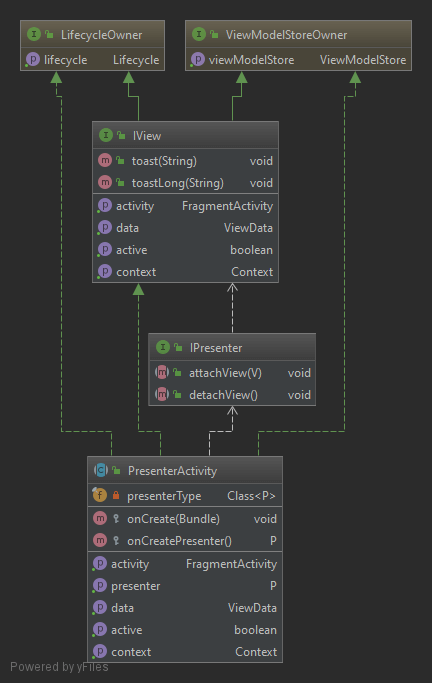 LifecycleOwner
lifecycle Lifecycle
ViewModelStoreOwner
viewModelStore ViewModelStore
I IView
m toast(String) void
m toastLong(String) void
p activity FragmentActivity
p data ViewData
p active boolean
p context Context
I IPresenter
m attachView(V) void
m detachView() void
C PresenterActivity
f presenterType Class<P>
m onCreate(Bundle) void
m onCreatePresenter() P
p activity FragmentActivity
p presenter P
p data ViewData
p active boolean
p context Context
Powered by yFiles